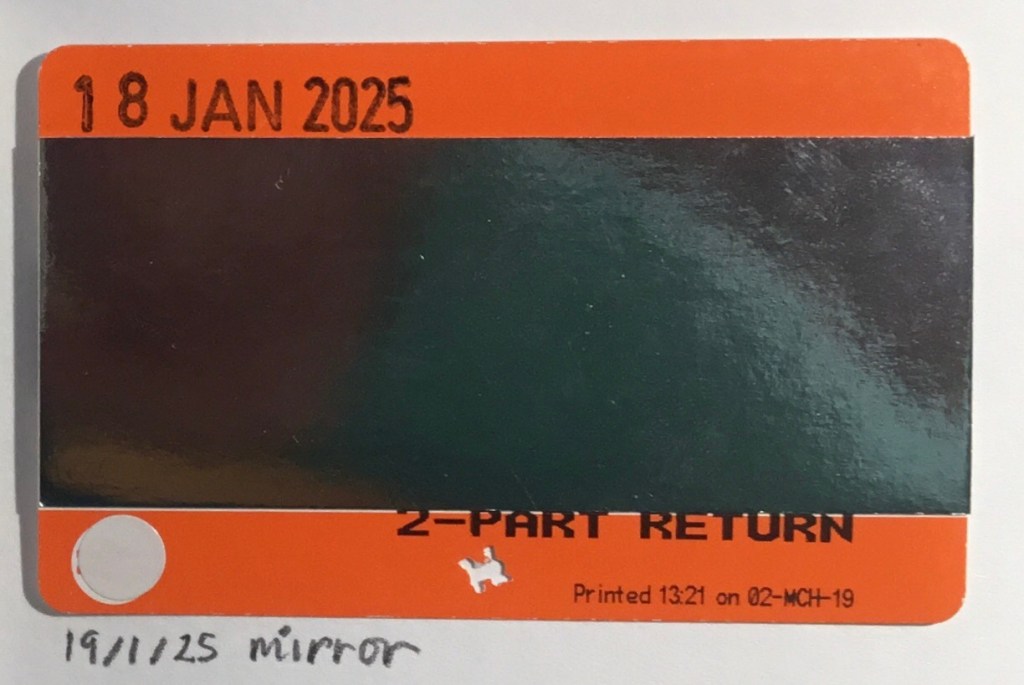 18 JAN 2025
2-PART RETURN
Printed 13:21 on 02-MCH-19
19/1/25 mirror